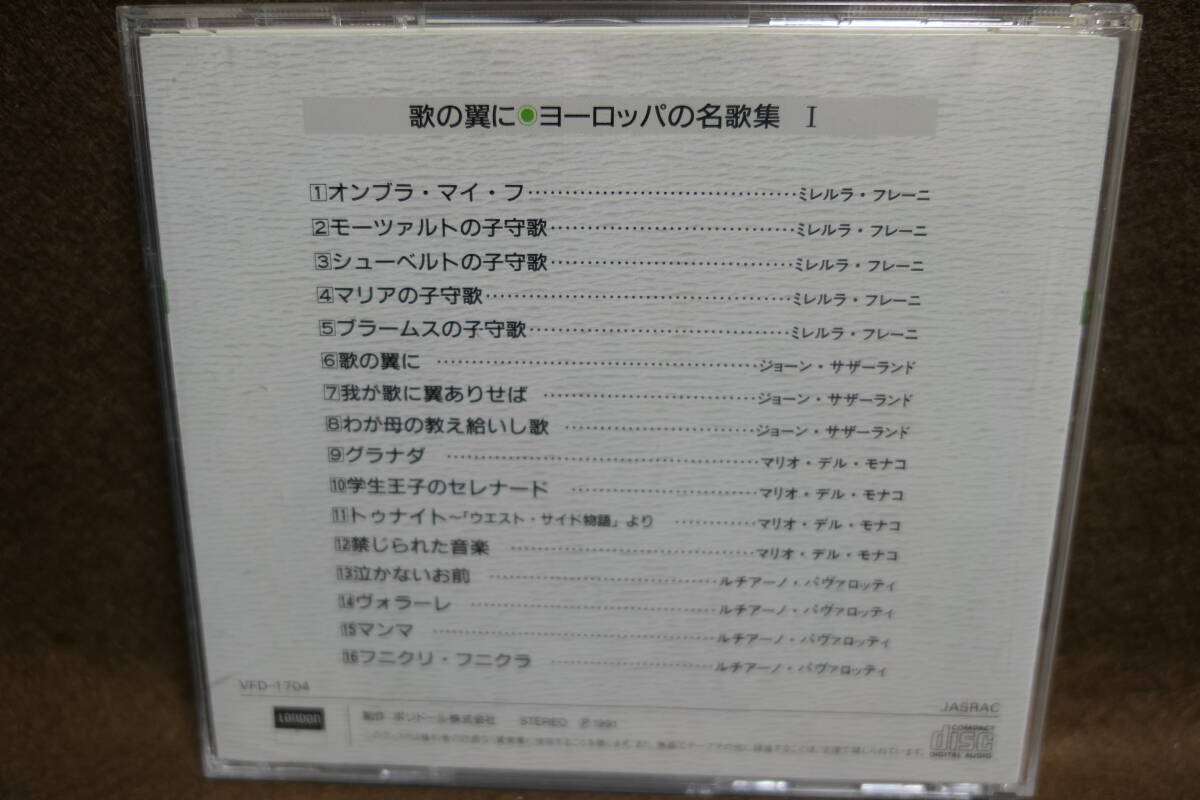 歌の翼に◉ヨーロッパの名歌集 I
1オンブラ・マイ・フ……………ミレルラ・フレーニ
2モーツァルトの子守歌……………ミレルラ・フレーニ
3シューベルトの子守歌……………ミレルラ・フレーニ
4マリアの子守歌……………ミレルラ・フレーニ
5ブラームスの子守歌……………ミレルラ・フレーニ
6歌の翼に……………ジョーン・サザーランド
7我が歌に翼ありせば……………ジョーン・サザーランド
8わが母の教え給いし歌……………ジョーン・サザーランド
9グラナダ……………マリオ・デル・モナコ
10学生王子のセレナード……………マリオ・デル・モナコ
11トゥナイト〜「ウエスト・サイド物語」より……………マリオ・デル・モナコ
12禁じられた音楽……………マリオ・デル・モナコ
13泣かないお前……………ルチアーノ・パヴァロッティ
14ヴォラーレ……………ルチアーノ・パヴァロッティ
15マンマ……………ルチアーノ・パヴァロッティ
16フニクリ・フニクラ……………ルチアーノ・パヴァロッティ
VFD-1704
JASRAC
LONDON
製作：ポリドール株式会社 STEREO ℗1991
COMPACT
disc
DIGITAL AUDIO